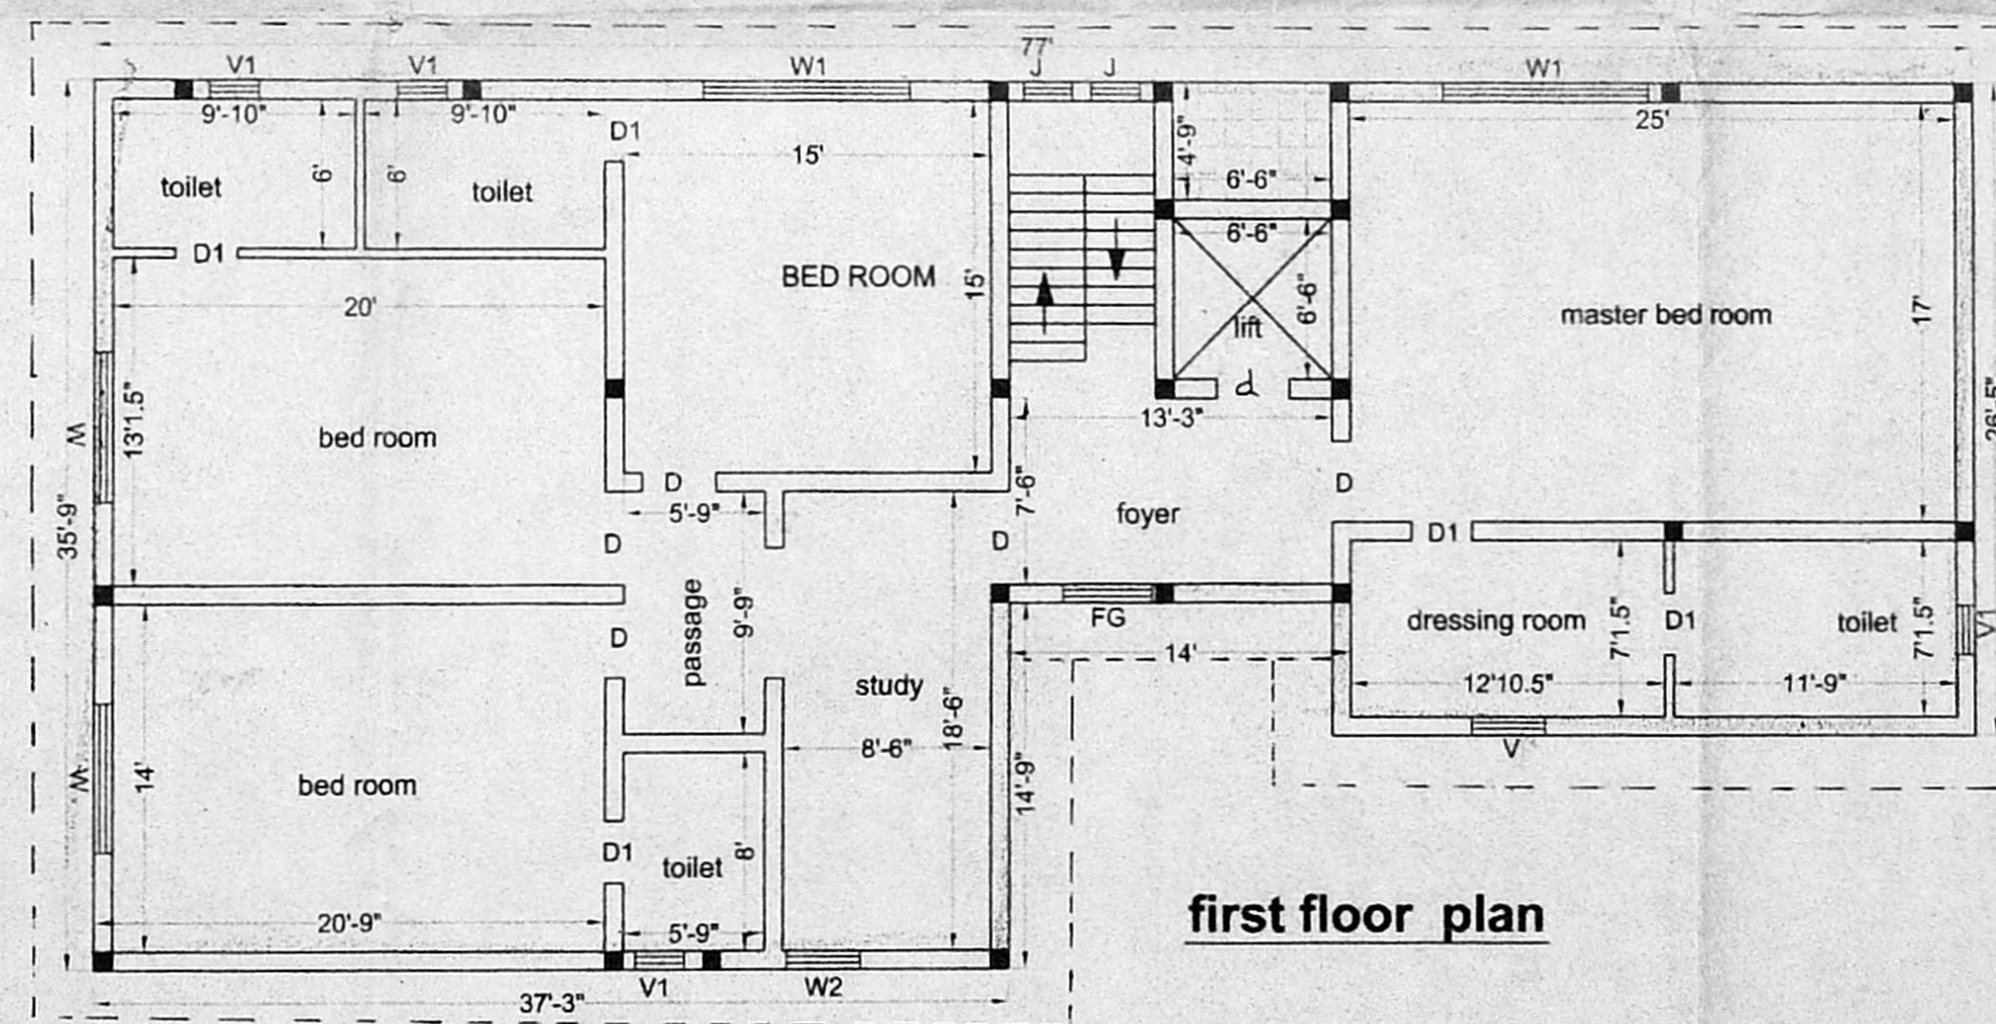 77'
V1 V1 W1 J J W1
9'-10" 9'-10" D1 15' 4'-9" 25'
toilet 6' 6' toilet 6'-6"
D1 6'-6"
20' BED ROOM 15' 6'-6" lift master bed room 17'
W 13'1.5" bed room d
13'-3" 26'-5"
35'-9" D 5'-9" 7'-6" D
D D foyer D1
passage 9'-9" FG dressing room 7'1.5" D1 toilet 7'1.5" V1
D 14'
study 18'-6" 12'10.5" 11'-9"
8'-6" V
W 14' bed room 14'-9"
D1 toilet 8'
20'-9" 5'-9" first floor plan
V1 W2
37'-3"